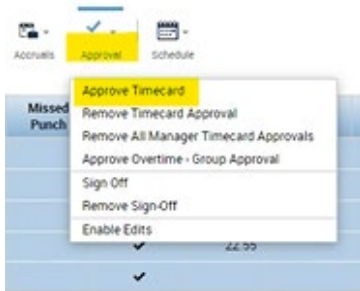 Accruals Approval Schedule
Missed
Punch
Approve Timecard
Remove Timecard Approval
Remove All Manager Timecard Approvals
Approve Overtime - Group Approval
Sign Off
Remove Sign-Off
Enable Edits
22.55